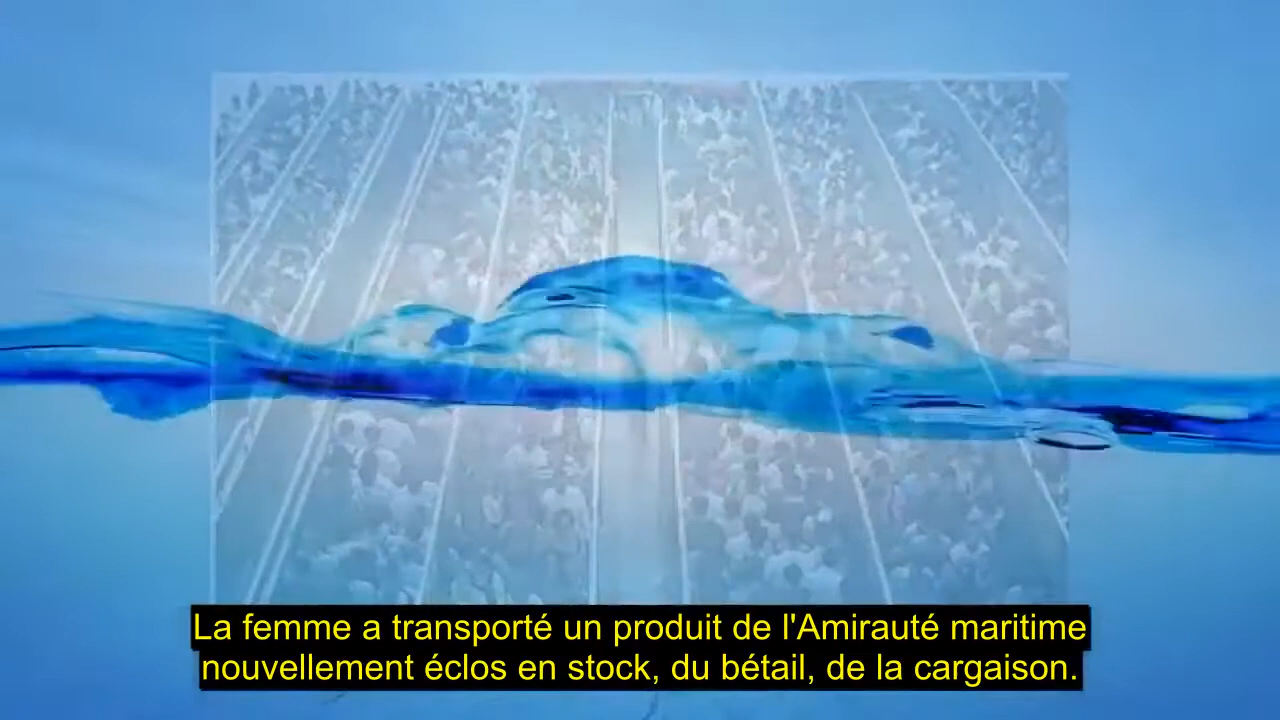 La femme a transporté un produit de l'Amirauté maritime
nouvellement éclos en stock, du bétail, de la cargaison.